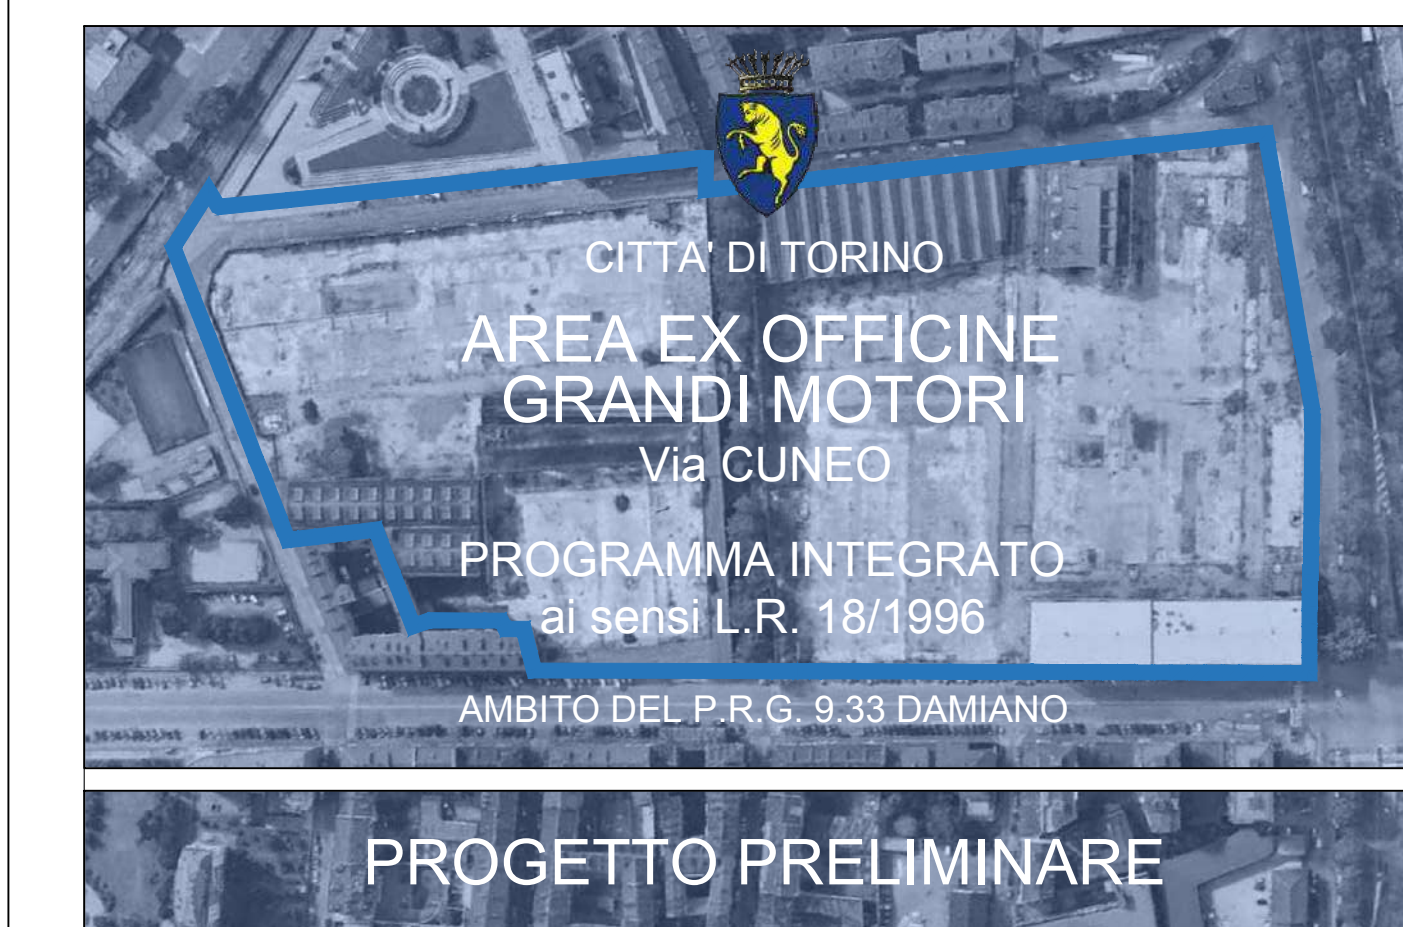 CITTA' DI TORINO
AREA EX OFFICINE
GRANDI MOTORI
Via CUNEO
PROGRAMMA INTEGRATO
ai sensi L.R. 18/1996
AMBITO DEL P.R.G. 9.33 DAMIANO
PROGETTO PRELIMINARE